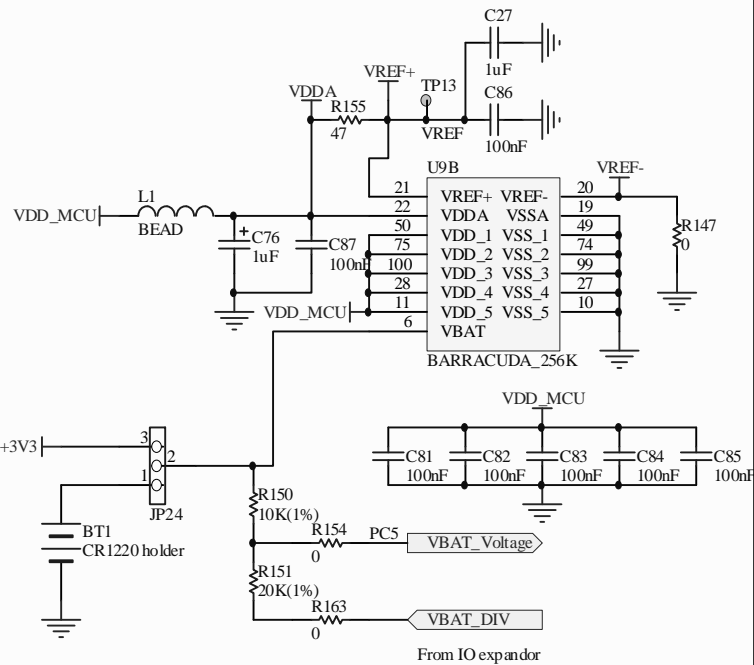 C27
1uF
VREF+
TP13
VDDA
R155
47
C86
VREF
100nF
U9B
VREF-
21 VREF+ VREF- 20
22 VDDA VSSA 19
50 VDD_1 VSS_1 49
75 VDD_2 VSS_2 74
100 VDD_3 VSS_3 99
28 VDD_4 VSS_4 27
11 VDD_5 VSS_5 10
6 VBAT
BARRACUDA_256K
L1
VDD_MCU
BEAD
+ C76
1uF
C87
100nF
VDD_MCU
R147
0
VDD_MCU
C81 C82 C83 C84 C85
100nF 100nF 100nF 100nF 100nF
+3V3
3
2
1
JP24
BT1
CR1220 holder
R150
10K(1%)
R154
0
PC5
VBAT_Voltage
R151
20K(1%)
R163
0
VBAT_DIV
From IO expandor